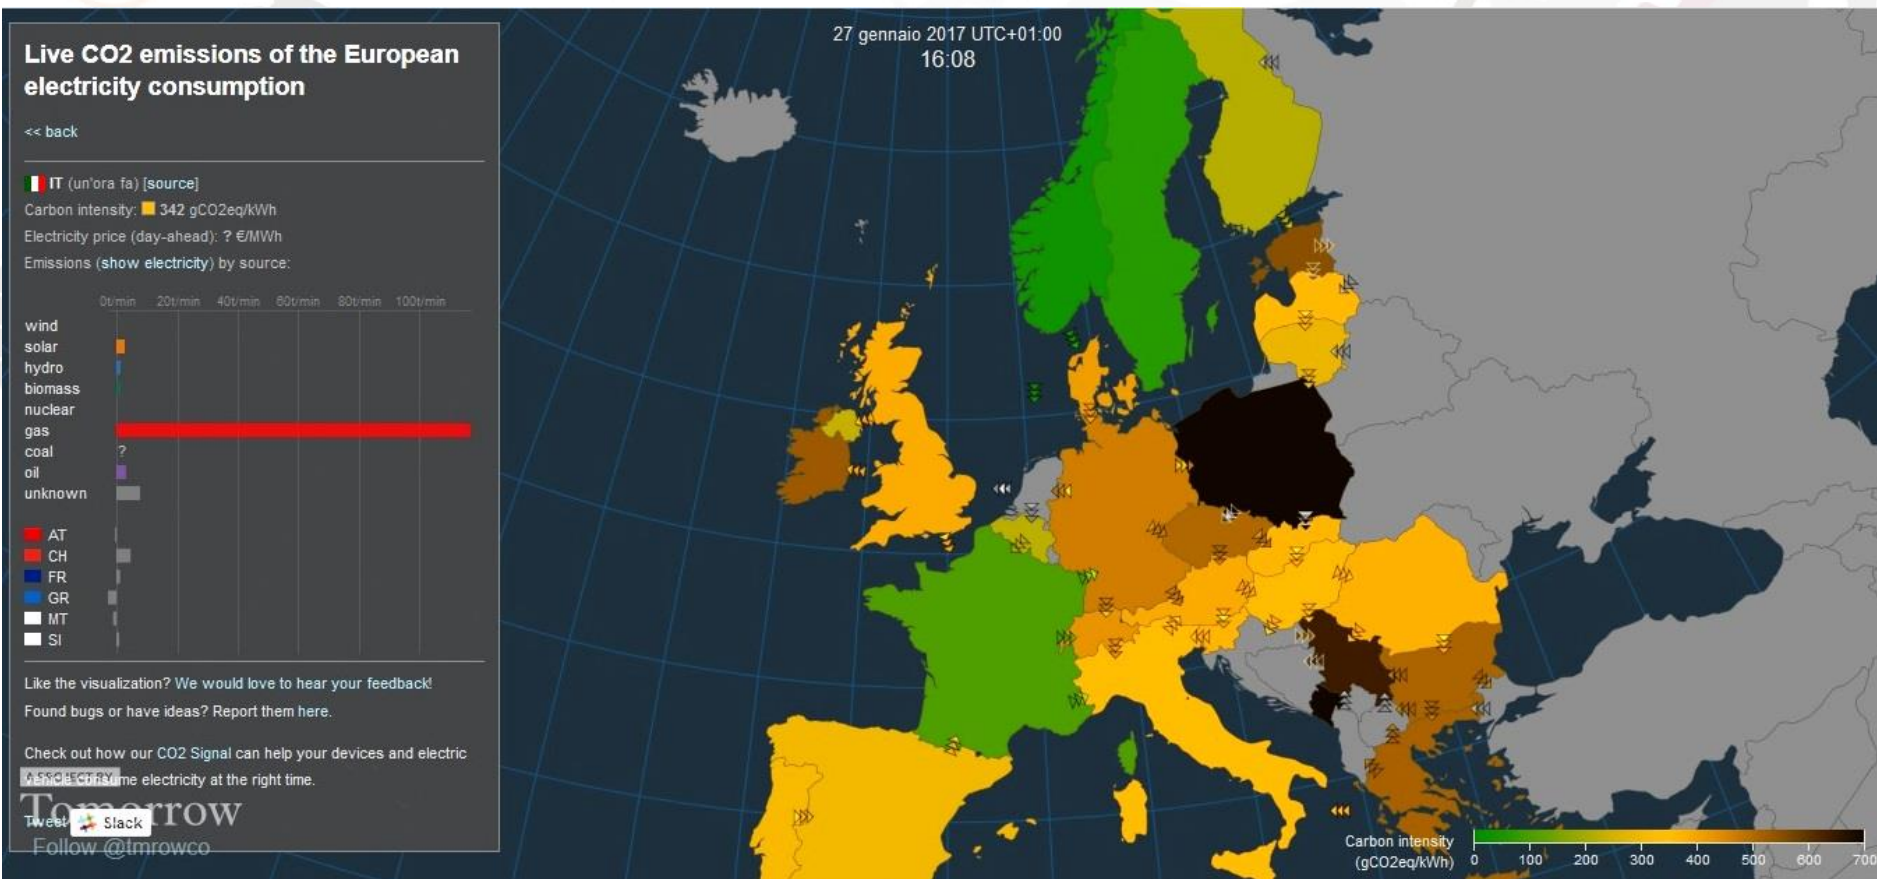 Live CO2 emissions of the European
electricity consumption
<< back
IT (un'ora fa) [source]
Carbon intensity: 342 gCO2eq/kWh
Electricity price (day-ahead): ? €/MWh
Emissions (show electricity) by source:
0t/min 20t/min 40t/min 60t/min 80t/min 100t/min
wind
solar
hydro
biomass
nuclear
gas
coal ?
oil
unknown
AT
CH
FR
GR
MT
SI
Like the visualization? We would love to hear your feedback!
Found bugs or have ideas? Report them here.
Check out how our CO2 Signal can help your devices and electric
vehicle consume electricity at the right time.
Tomorrow
Tweet Slack
Follow @tmrowco
27 gennaio 2017 UTC+01:00
16:08
Carbon intensity
(gCO2eq/kWh)
0 100 200 300 400 500 600 700